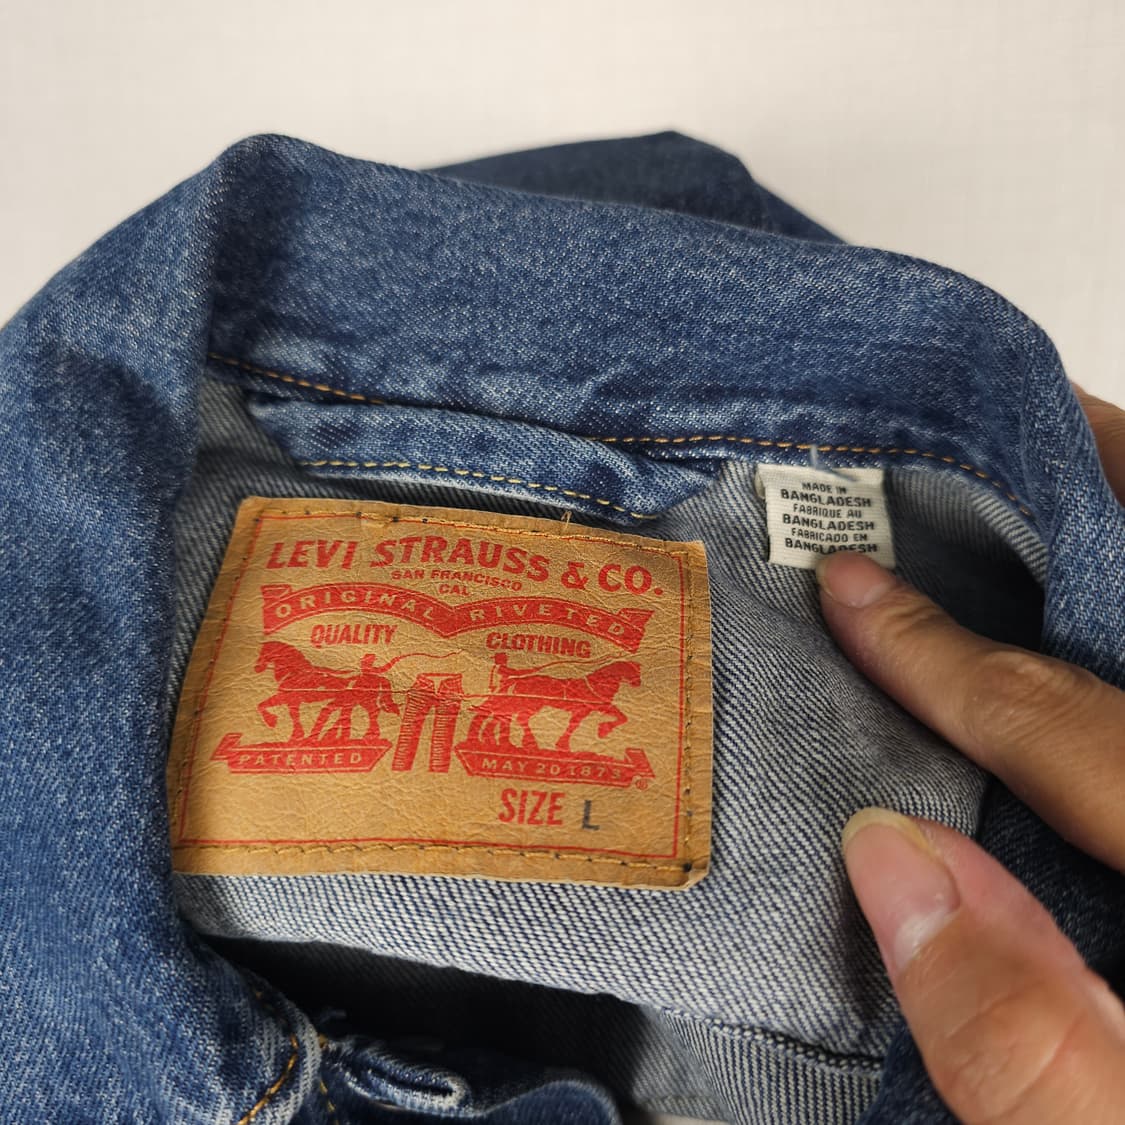 LEVI STRAUSS & CO.
SAN FRANCISCO
CAL
ORIGINAL RIVETED
QUALITY CLOTHING
PATENTED MAY 20 1873
®
SIZE L
MADE IN
BANGLADESH
FABRIQUE AU
BANGLADESH
FABRICADO EN
BANGLADESH